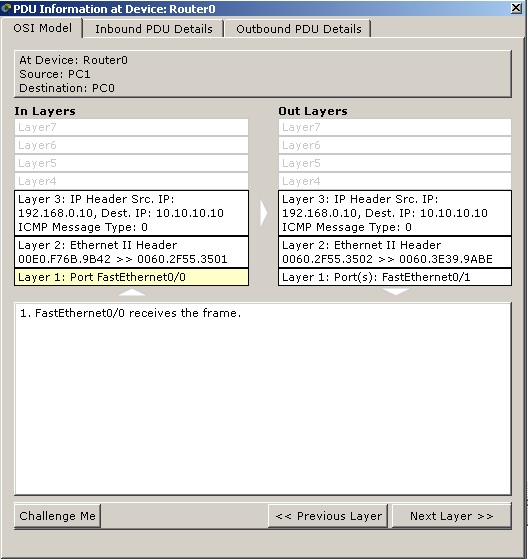 PDU Information at Device: Router0
OSI Model
Inbound PDU Details
Outbound PDU Details
At Device: Router0
Source: PC1
Destination: PC0
In Layers
Layer7
Layer6
Layer5
Layer4
Layer 3: IP Header Src. IP:
192.168.0.10, Dest. IP: 10.10.10.10
ICMP Message Type: 0
Layer 2: Ethernet II Header
00E0.F76B.9B42 >> 0060.2F55.3501
Layer 1: Port FastEthernet0/0
Out Layers
Layer7
Layer6
Layer5
Layer4
Layer 3: IP Header Src. IP:
192.168.0.10, Dest. IP: 10.10.10.10
ICMP Message Type: 0
Layer 2: Ethernet II Header
0060.2F55.3502 >> 0060.3E39.9ABE
Layer 1: Port(s): FastEthernet0/1
1. FastEthernet0/0 receives the frame.
Challenge Me
<< Previous Layer
Next Layer >>